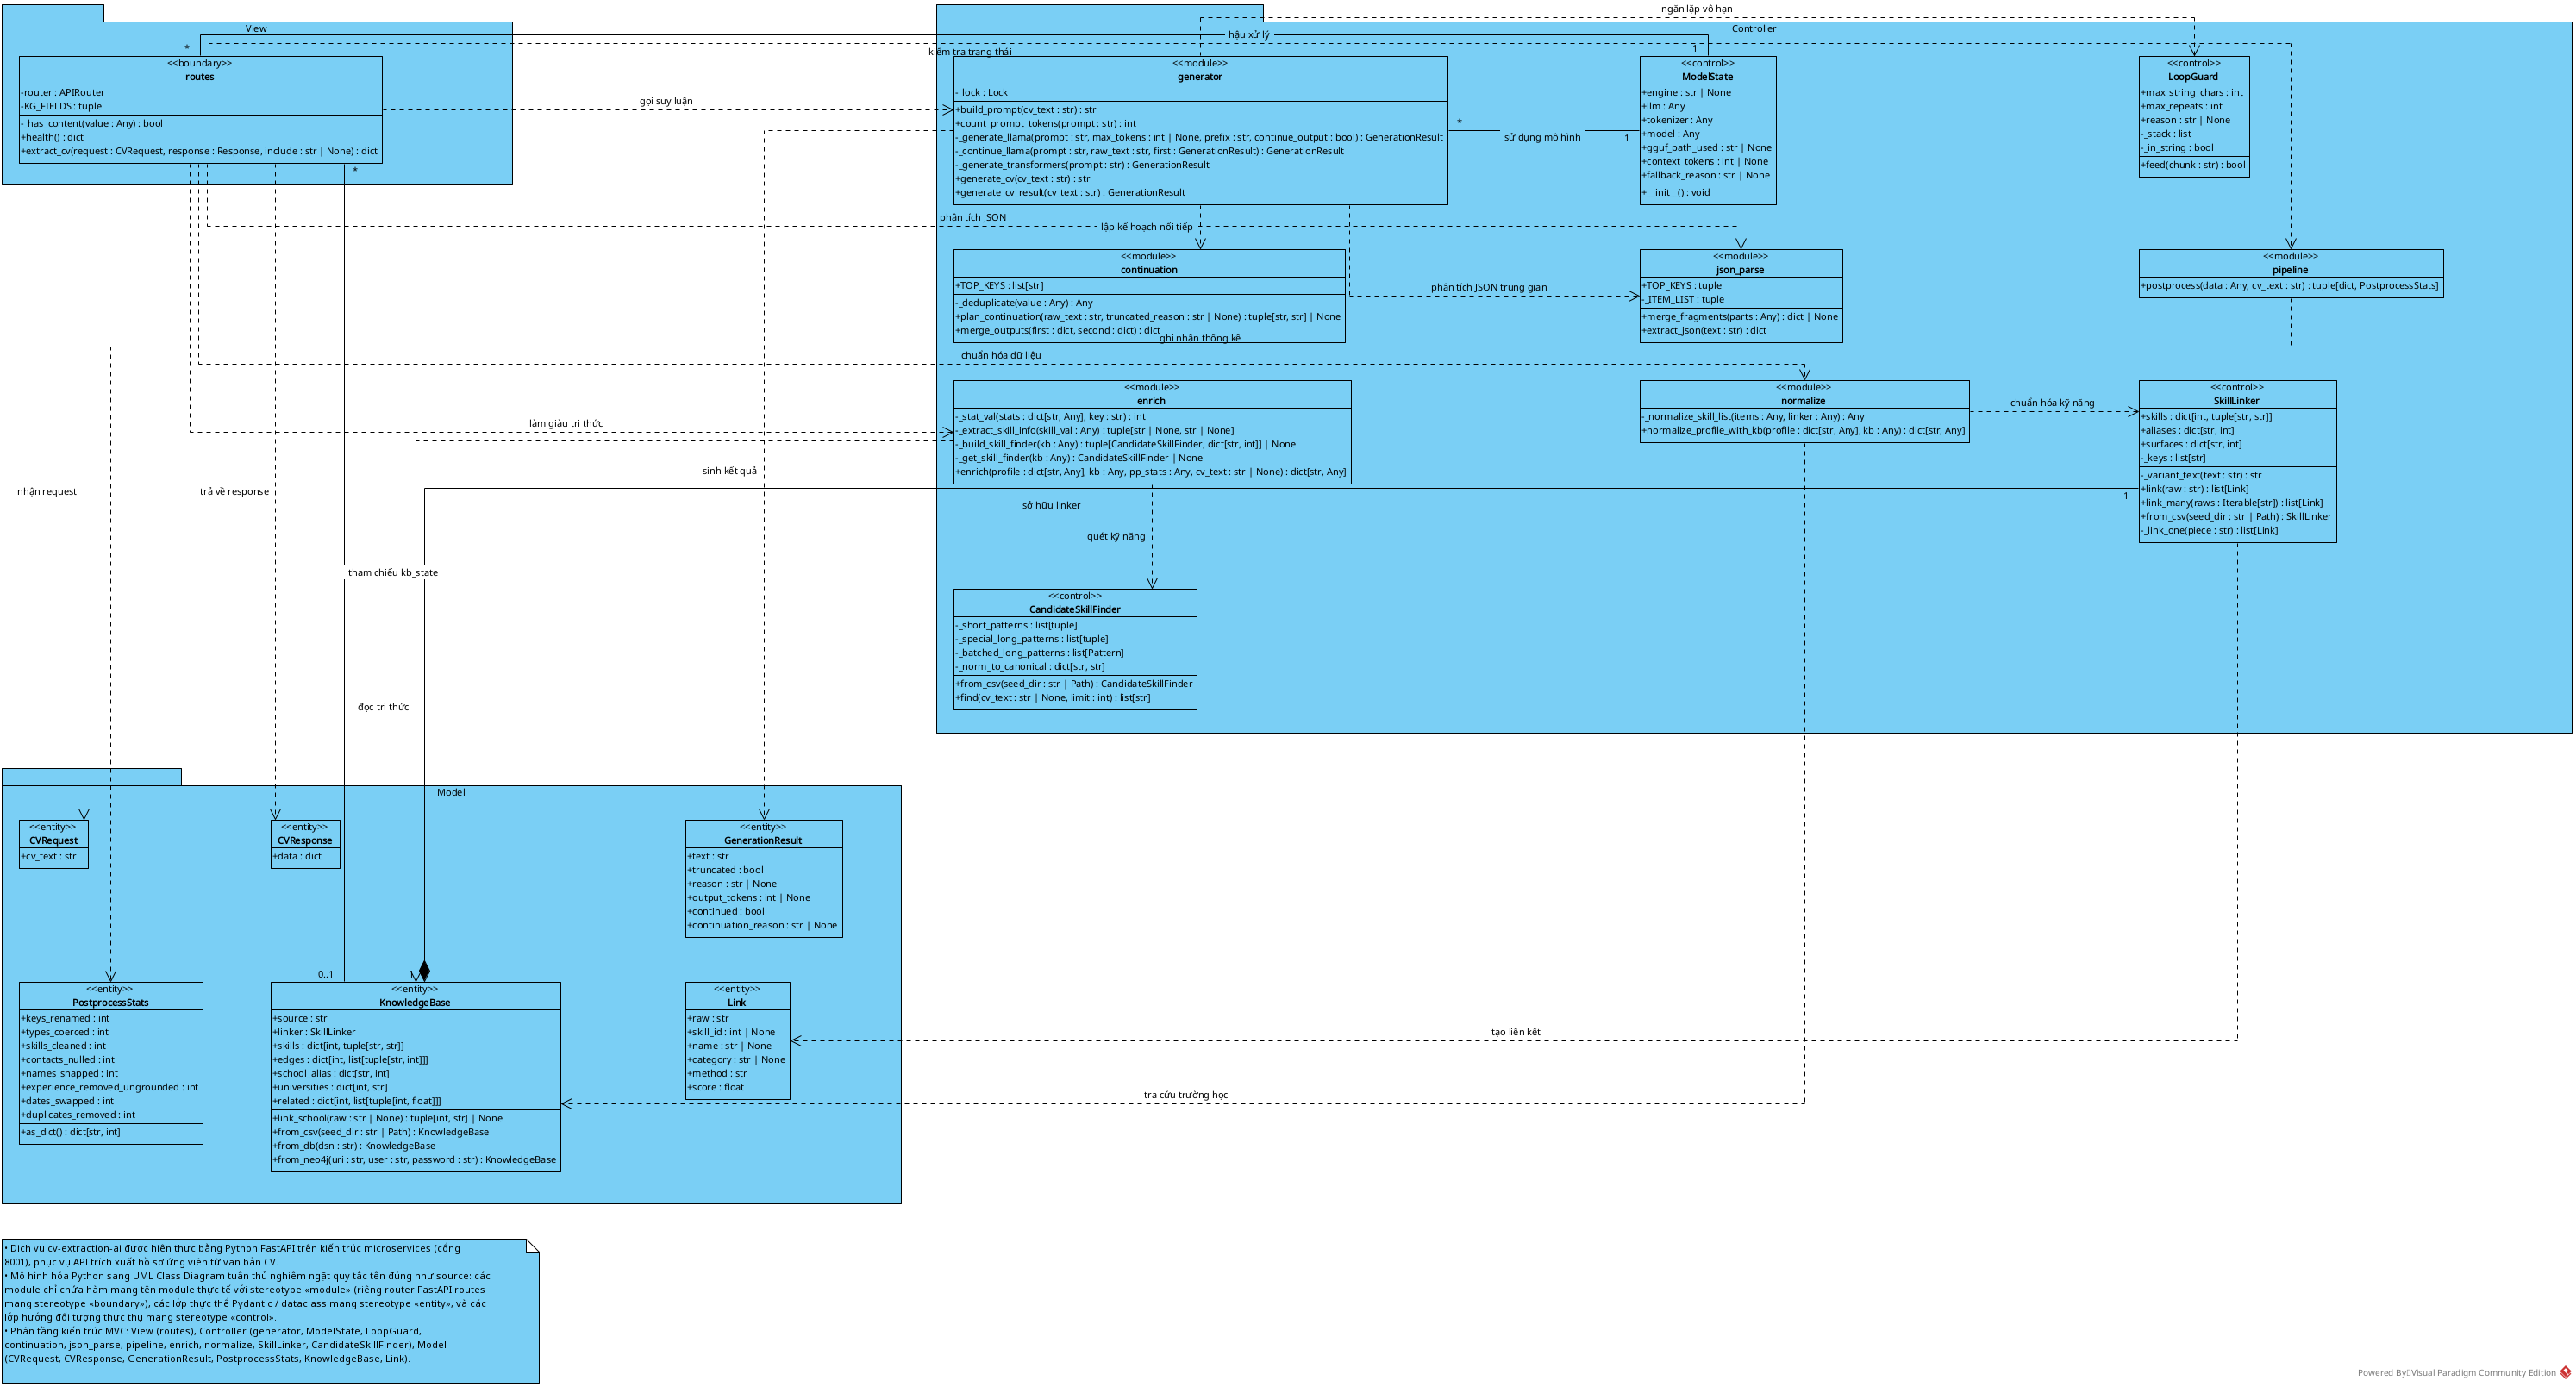 View
<<boundary>>
routes
-router : APIRouter
-KG_FIELDS : tuple
-_has_content(value : Any) : bool
+health() : dict
+extract_cv(request : CVRequest, response : Response, include : str | None) : dict
*
*
hậu xử lý
kiểm tra trạng thái
gọi suy luận
ngăn lặp vô hạn
Controller
<<module>>
generator
-_lock : Lock
+build_prompt(cv_text : str) : str
+count_prompt_tokens(prompt : str) : int
-_generate_llama(prompt : str, max_tokens : int | None, prefix : str, continue_output : bool) : GenerationResult
-_continue_llama(prompt : str, raw_text : str, first : GenerationResult) : GenerationResult
-_generate_transformers(prompt : str) : GenerationResult
+generate_cv(cv_text : str) : str
+generate_cv_result(cv_text : str) : GenerationResult
*
sử dụng mô hình
1
1
<<control>>
ModelState
+engine : str | None
+llm : Any
+tokenizer : Any
+model : Any
+gguf_path_used : str | None
+context_tokens : int | None
+fallback_reason : str | None
+__init__() : void
<<control>>
LoopGuard
+max_string_chars : int
+max_repeats : int
+reason : str | None
-_stack : list
-_in_string : bool
+feed(chunk : str) : bool
phân tích JSON
lập kế hoạch nối tiếp
<<module>>
continuation
+TOP_KEYS : list[str]
-_deduplicate(value : Any) : Any
+plan_continuation(raw_text : str, truncated_reason : str | None) : tuple[str, str] | None
+merge_outputs(first : dict, second : dict) : dict
phân tích JSON trung gian
<<module>>
json_parse
+TOP_KEYS : tuple
-_ITEM_LIST : tuple
+merge_fragments(parts : Any) : dict | None
+extract_json(text : str) : dict
<<module>>
pipeline
+postprocess(data : Any, cv_text : str) : tuple[dict, PostprocessStats]
ghi nhận thống kê
chuẩn hóa dữ liệu
làm giàu tri thức
<<module>>
enrich
-_stat_val(stats : dict[str, Any], key : str) : int
-_extract_skill_info(skill_val : Any) : tuple[str | None, str | None]
-_build_skill_finder(kb : Any) : tuple[CandidateSkillFinder, dict[str, int]] | None
-_get_skill_finder(kb : Any) : CandidateSkillFinder | None
+enrich(profile : dict[str, Any], kb : Any, pp_stats : Any, cv_text : str | None) : dict[str, Any]
<<module>>
normalize
-_normalize_skill_list(items : Any, linker : Any) : Any
+normalize_profile_with_kb(profile : dict[str, Any], kb : Any) : dict[str, Any]
chuẩn hóa kỹ năng
<<control>>
SkillLinker
+skills : dict[int, tuple[str, str]]
+aliases : dict[str, int]
+surfaces : dict[str, int]
-_keys : list[str]
-_variant_text(text : str) : str
+link(raw : str) : list[Link]
+link_many(raws : Iterable[str]) : list[Link]
+from_csv(seed_dir : str | Path) : SkillLinker
-_link_one(piece : str) : list[Link]
1
sinh kết quả
nhận request
trả về response
sở hữu linker
quét kỹ năng
tham chiếu kb_state
<<control>>
CandidateSkillFinder
-_short_patterns : list[tuple]
-_special_long_patterns : list[tuple]
-_batched_long_patterns : list[Pattern]
-_norm_to_canonical : dict[str, str]
+from_csv(seed_dir : str | Path) : CandidateSkillFinder
+find(cv_text : str | None, limit : int) : list[str]
đọc tri thức
Model
<<entity>>
CVRequest
+cv_text : str
<<entity>>
CVResponse
+data : dict
<<entity>>
GenerationResult
+text : str
+truncated : bool
+reason : str | None
+output_tokens : int | None
+continued : bool
+continuation_reason : str | None
0..1
1
<<entity>>
PostprocessStats
+keys_renamed : int
+types_coerced : int
+skills_cleaned : int
+contacts_nulled : int
+names_snapped : int
+experience_removed_ungrounded : int
+dates_swapped : int
+duplicates_removed : int
+as_dict() : dict[str, int]
<<entity>>
KnowledgeBase
+source : str
+linker : SkillLinker
+skills : dict[int, tuple[str, str]]
+edges : dict[int, list[tuple[str, int]]]
+school_alias : dict[str, int]
+universities : dict[int, str]
+related : dict[int, list[tuple[int, float]]]
+link_school(raw : str | None) : tuple[int, str] | None
+from_csv(seed_dir : str | Path) : KnowledgeBase
+from_db(dsn : str) : KnowledgeBase
+from_neo4j(uri : str, user : str, password : str) : KnowledgeBase
<<entity>>
Link
+raw : str
+skill_id : int | None
+name : str | None
+category : str | None
+method : str
+score : float
tạo liên kết
tra cứu trường học
• Dịch vụ cv-extraction-ai được hiện thực bằng Python FastAPI trên kiến trúc microservices (cổng
8001), phục vụ API trích xuất hồ sơ ứng viên từ văn bản CV.
• Mô hình hóa Python sang UML Class Diagram tuân thủ nghiêm ngặt quy tắc tên đúng như source: các
module chỉ chứa hàm mang tên module thực tế với stereotype «module» (riêng router FastAPI routes
mang stereotype «boundary»), các lớp thực thể Pydantic / dataclass mang stereotype «entity», và các
lớp hướng đối tượng thực thụ mang stereotype «control».
• Phân tầng kiến trúc MVC: View (routes), Controller (generator, ModelState, LoopGuard,
continuation, json_parse, pipeline, enrich, normalize, SkillLinker, CandidateSkillFinder), Model
(CVRequest, CVResponse, GenerationResult, PostprocessStats, KnowledgeBase, Link).
Powered By Visual Paradigm Community Edition